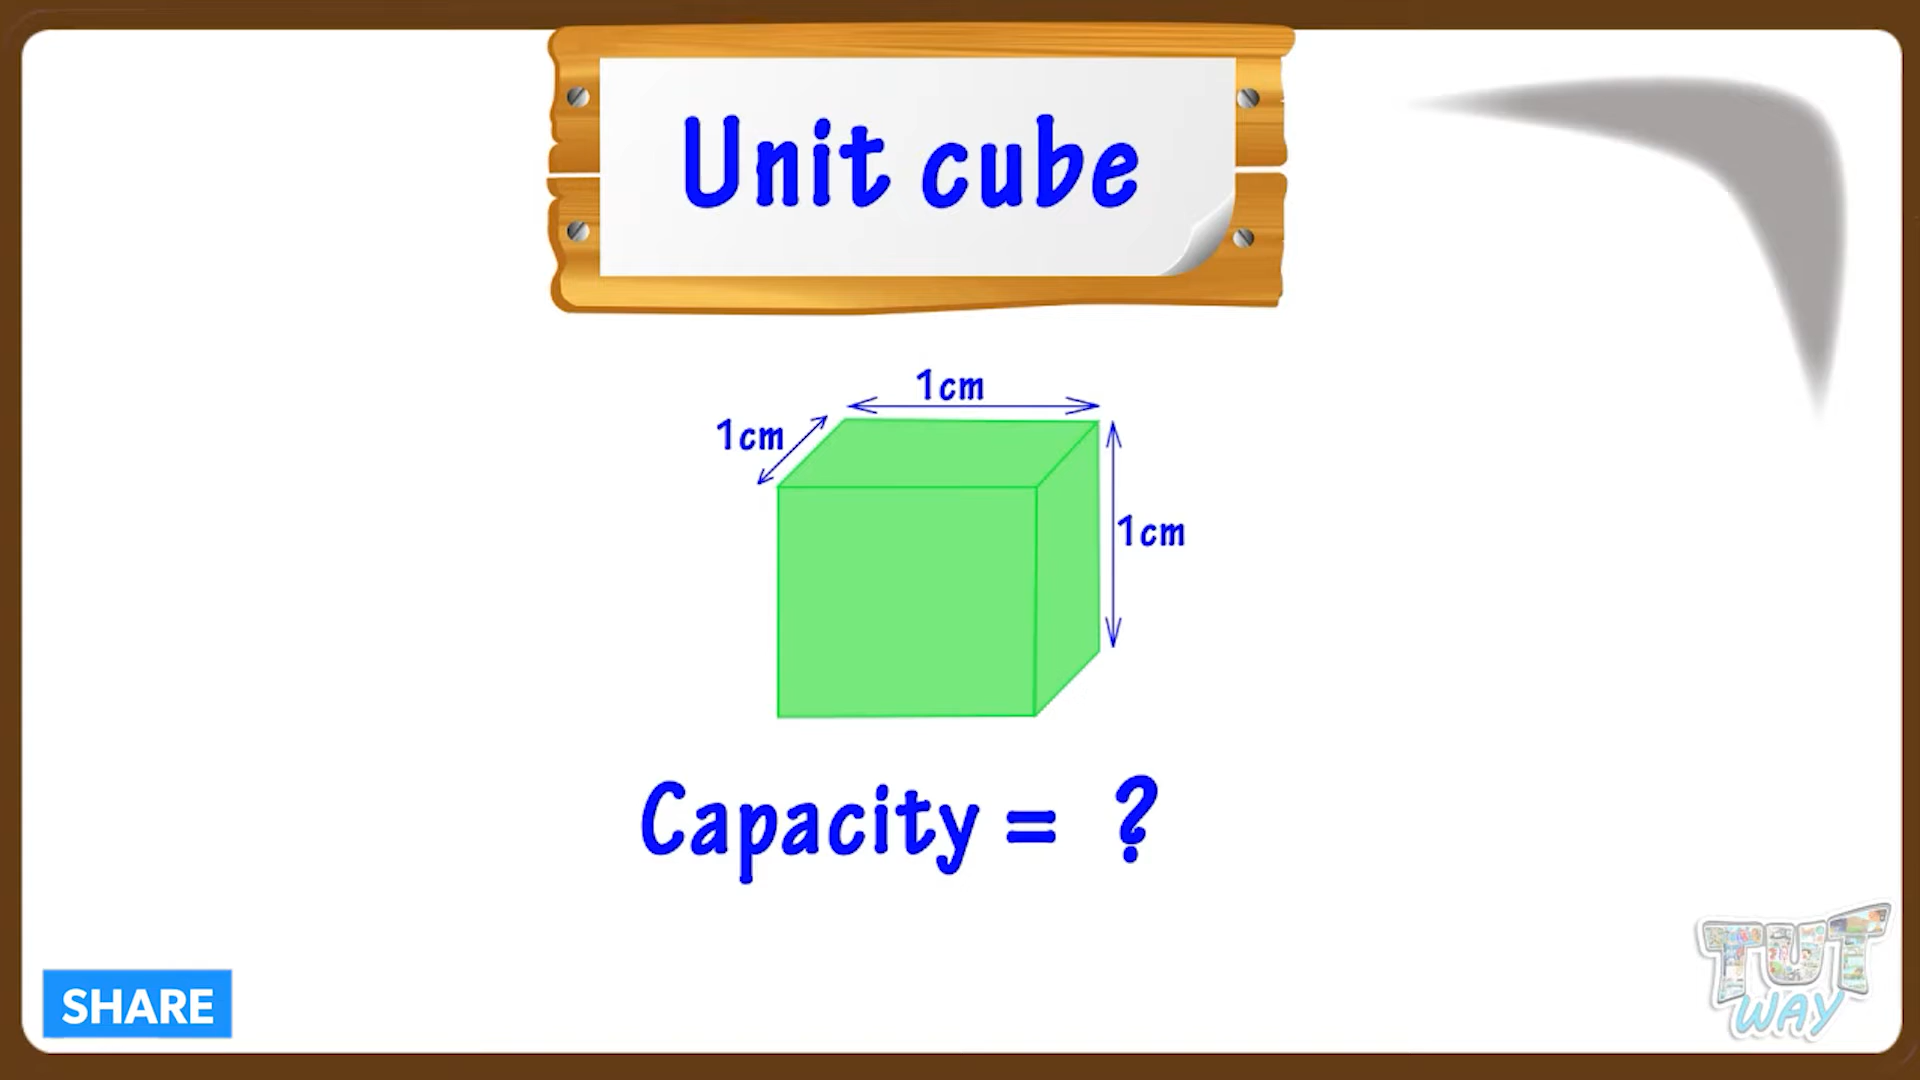 Unit cube
1cm
1cm
1cm
Capacity = ?
SHARE
TUT
WAY